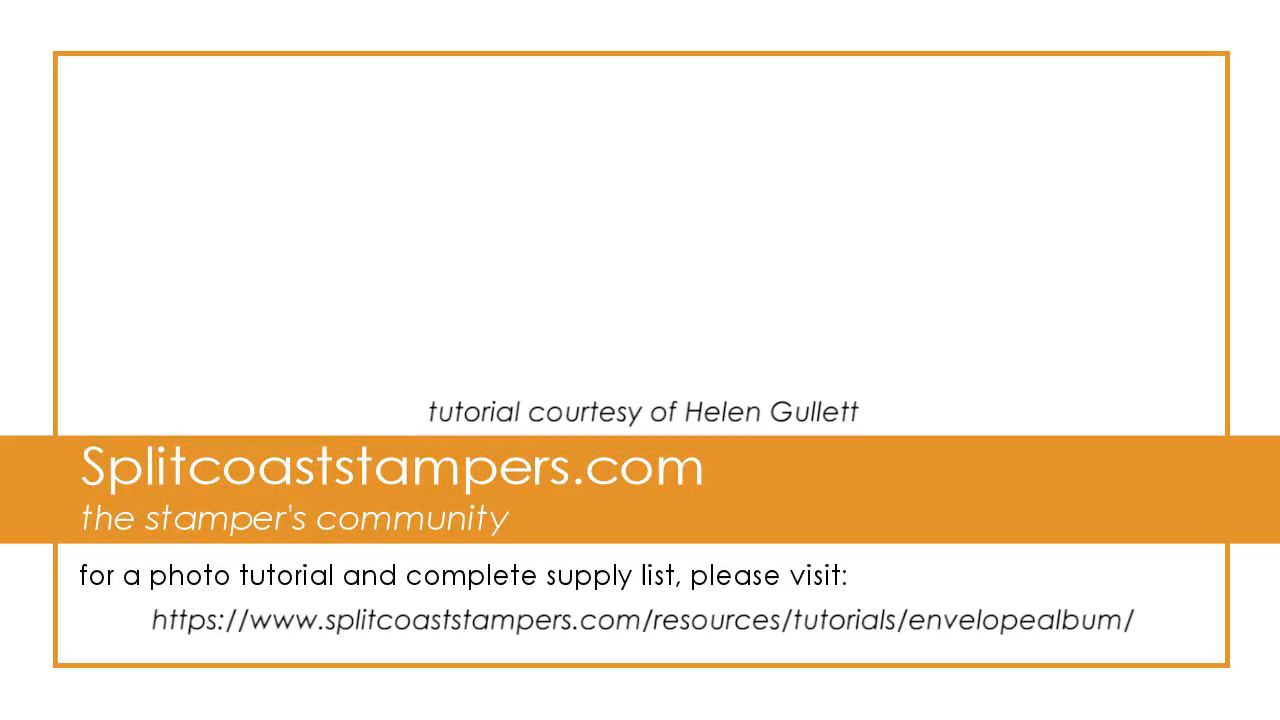 tutorial courtesy of Helen Gullett
Splitcoaststampers.com
the stamper's community
for a photo tutorial and complete supply list, please visit:
https://www.splitcoaststampers.com/resources/tutorials/envelopealbum/